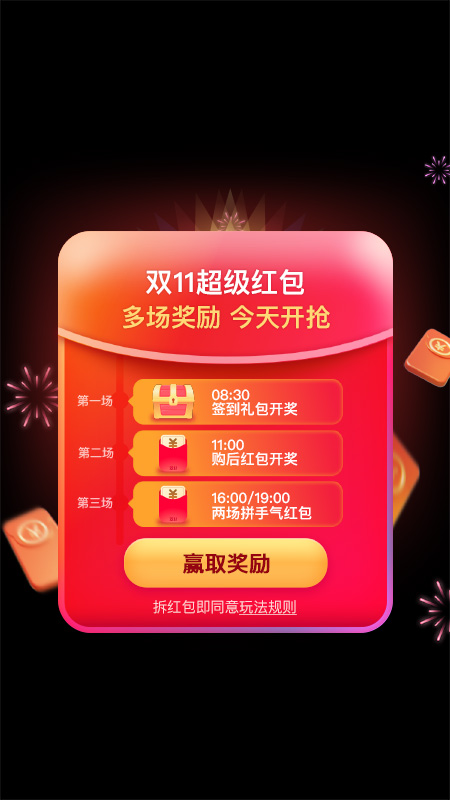 双11超级红包
多场奖励 今天开抢
第一场
08:30
签到礼包开奖
第二场
11:00
购后红包开奖
第三场
16:00/19:00
两场拼手气红包
赢取奖励
拆红包即同意玩法规则